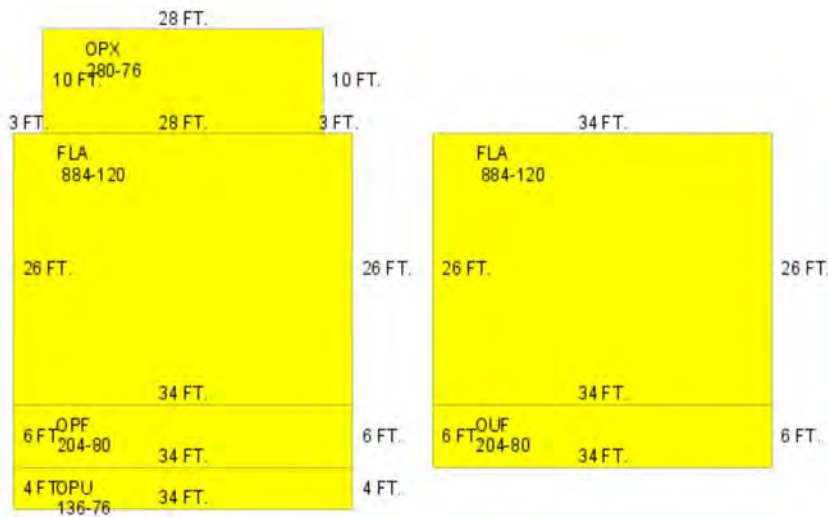 28 FT.
OPX
280-76
10 FT. 10 FT.
3 FT. 28 FT. 3 FT. 34 FT.
FLA FLA
884-120 884-120
26 FT. 26 FT. 26 FT. 26 FT.
34 FT. 34 FT.
OPF OUF
6 FT. 204-80 6 FT. 6 FT. 204-80 6 FT.
34 FT. 34 FT.
4 FT. OPU 34 FT. 4 FT.
136-76